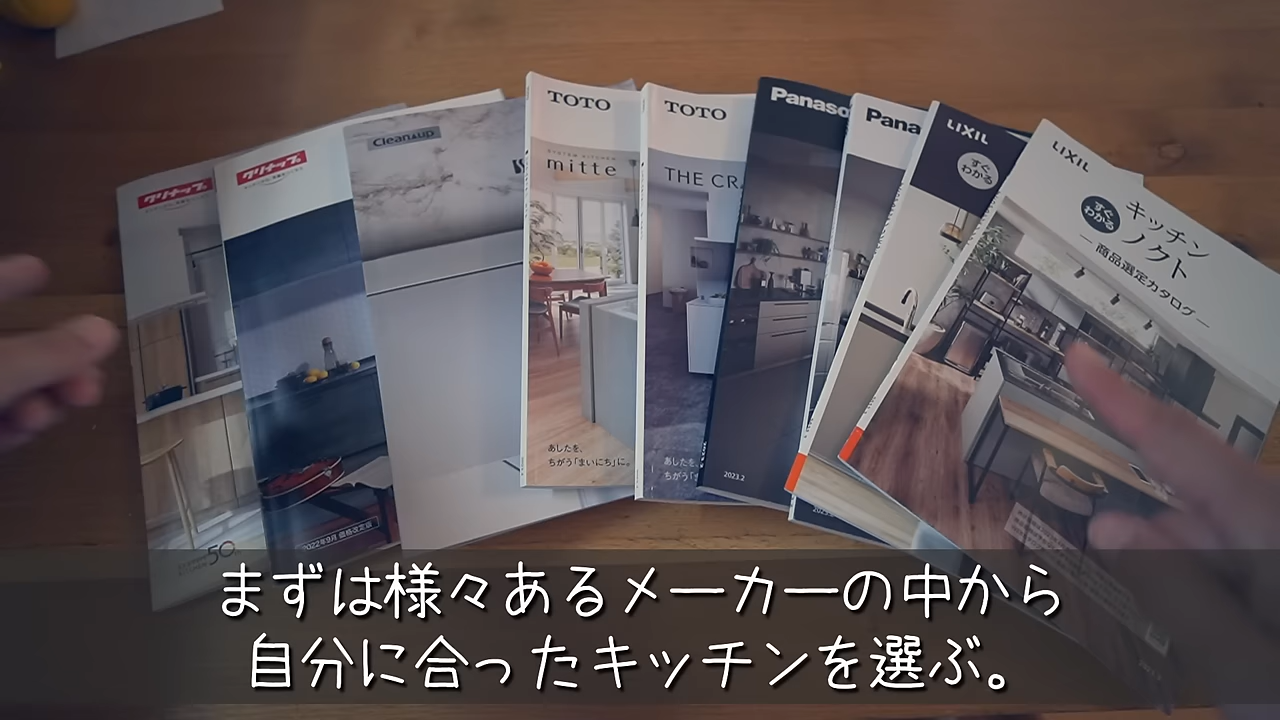 クリナップ
クリナップ
Cleanup
2022年9月 価格改定版
50
TOTO
SYSTEM KITCHEN
mitte
あしたを、
ちがう「まいにち」に。
TOTO
THE CR
あしたを、
Panaso
2023.2
Pana
LIXIL
すぐ
わかる
LIXIL
すぐ
わかる
キッチン
ノクト
―商品選定カタログ―
まずは様々あるメーカーの中から
自分に合ったキッチンを選ぶ。